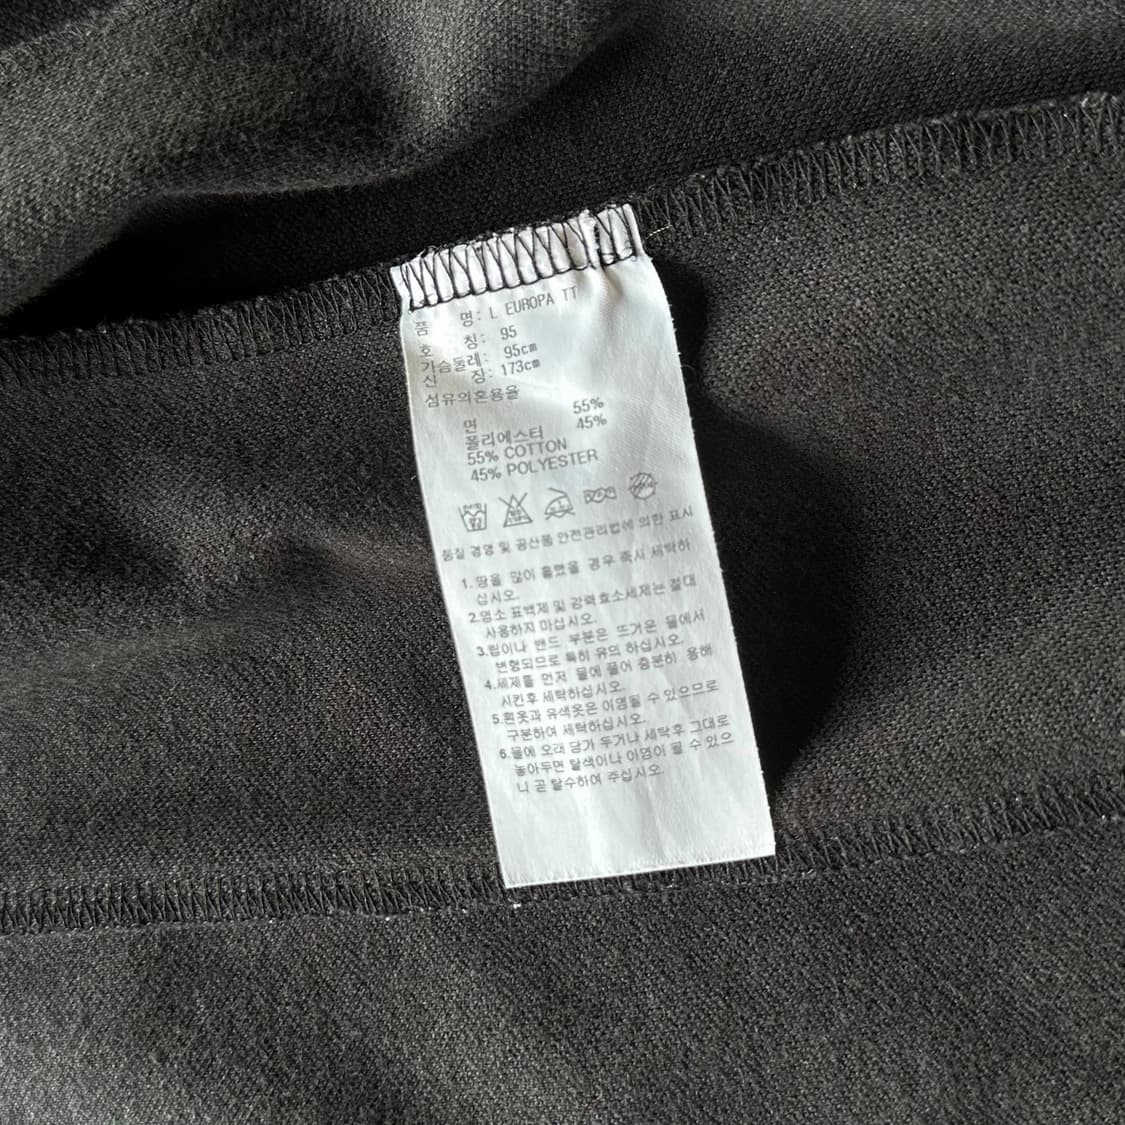 품 명: L EUROPA TT
호 칭: 95
가슴둘레: 95cm
신 장: 173cm
섬유의혼용율
면 55%
폴리에스터 45%
55% COTTON
45% POLYESTER
품질 경영 및 공산품 안전관리법에 의한 표시
1.땀을 많이 흘렸을 경우 즉시 세탁하
십시오.
2.염소 표백제 및 강력효소세제는 절대
사용하지 마십시오.
3.립이나 밴드 부분은 뜨거운 물에서
변형되므로 특히 유의 하십시오.
4.세제를 먼저 물에 풀어 충분히 용해
시킨후 세탁하십시오.
5.흰옷과 유색옷은 이염될 수 있으므로
구분하여 세탁하십시오.
6.물에 오래 담가 두거나 세탁후 그대로
놓아두면 탈색이나 이염이 될 수 있으
니 곧 탈수하여 주십시오.